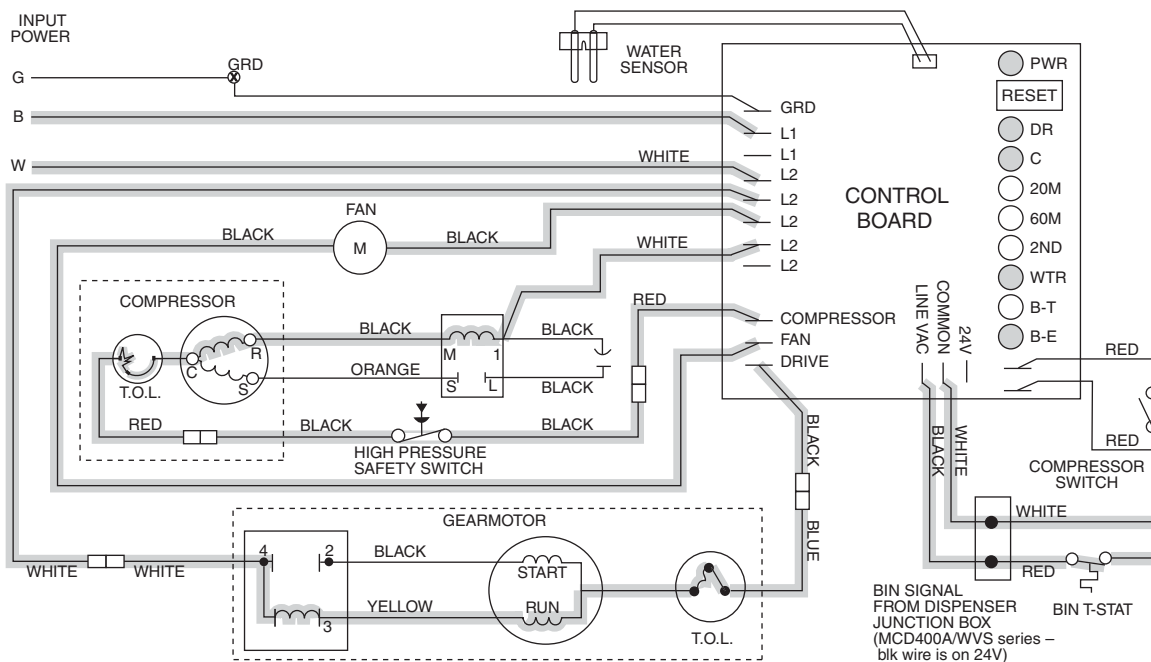 INPUT
POWER
G
GRD
B
W
WHITE
WATER
SENSOR
GRD
L1
L1
L2
L2
L2
L2
L2
COMPRESSOR
FAN
DRIVE
CONTROL
BOARD
PWR
RESET
DR
C
20M
60M
2ND
WTR
B-T
B-E
LINE VAC
COMMON
24V
RED
RED
COMPRESSOR
SWITCH
FAN
BLACK
M
BLACK
WHITE
COMPRESSOR
T.O.L.
C
R
S
BLACK
ORANGE
M
1
S
L
BLACK
BLACK
RED
RED
BLACK
BLACK
HIGH PRESSURE
SAFETY SWITCH
BLACK
BLUE
BLACK
WHITE
GEARMOTOR
WHITE
WHITE
4
2
3
BLACK
YELLOW
START
RUN
T.O.L.
WHITE
RED
BIN T-STAT
BIN SIGNAL
FROM DISPENSER
JUNCTION BOX
(MCD400A/WVS series –
blk wire is on 24V)